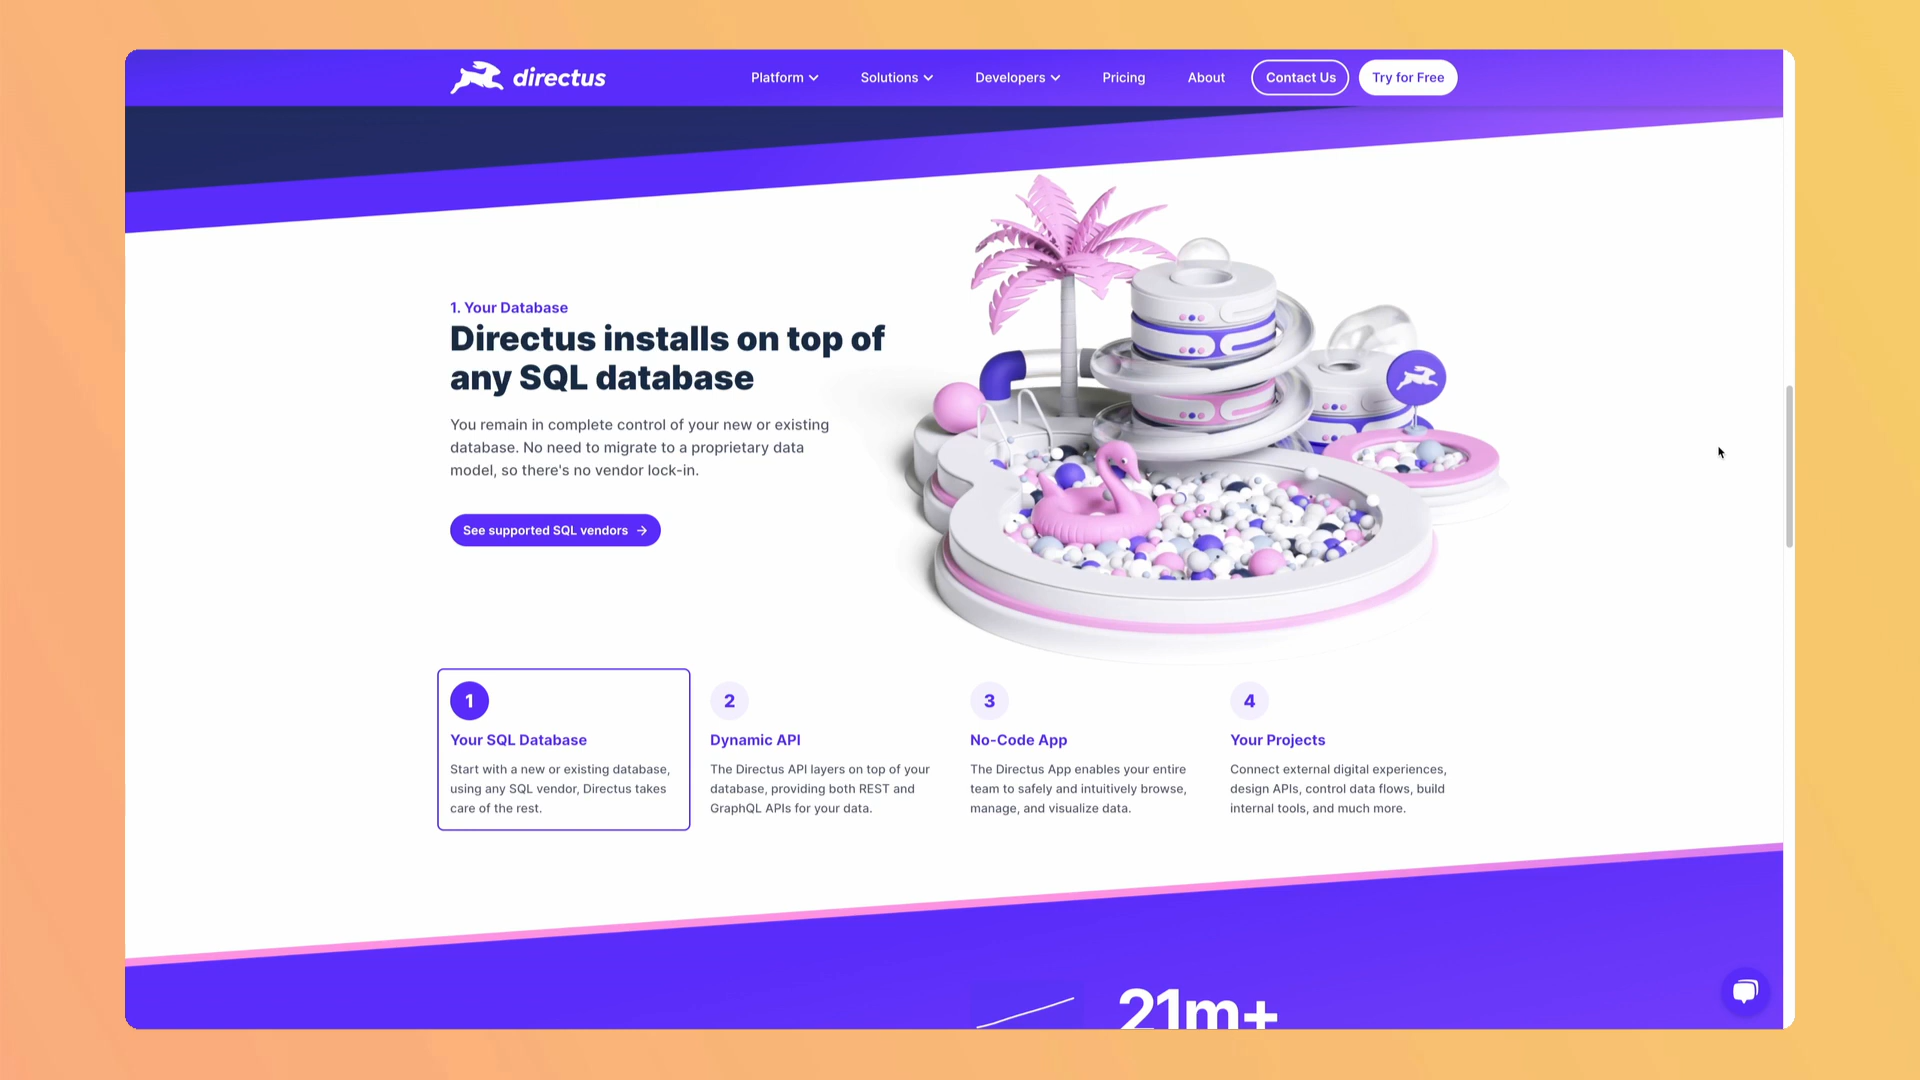 directus
Platform
Solutions
Developers
Pricing
About
Contact Us
Try for Free
1. Your Database
Directus installs on top of
any SQL database
You remain in complete control of your new or existing
database. No need to migrate to a proprietary data
model, so there's no vendor lock-in.
See supported SQL vendors →
1
Your SQL Database
Start with a new or existing database,
using any SQL vendor, Directus takes
care of the rest.
2
Dynamic API
The Directus API layers on top of your
database, providing both REST and
GraphQL APIs for your data.
3
No-Code App
The Directus App enables your entire
team to safely and intuitively browse,
manage, and visualize data.
4
Your Projects
Connect external digital experiences,
design APIs, control data flows, build
internal tools, and much more.
21m+